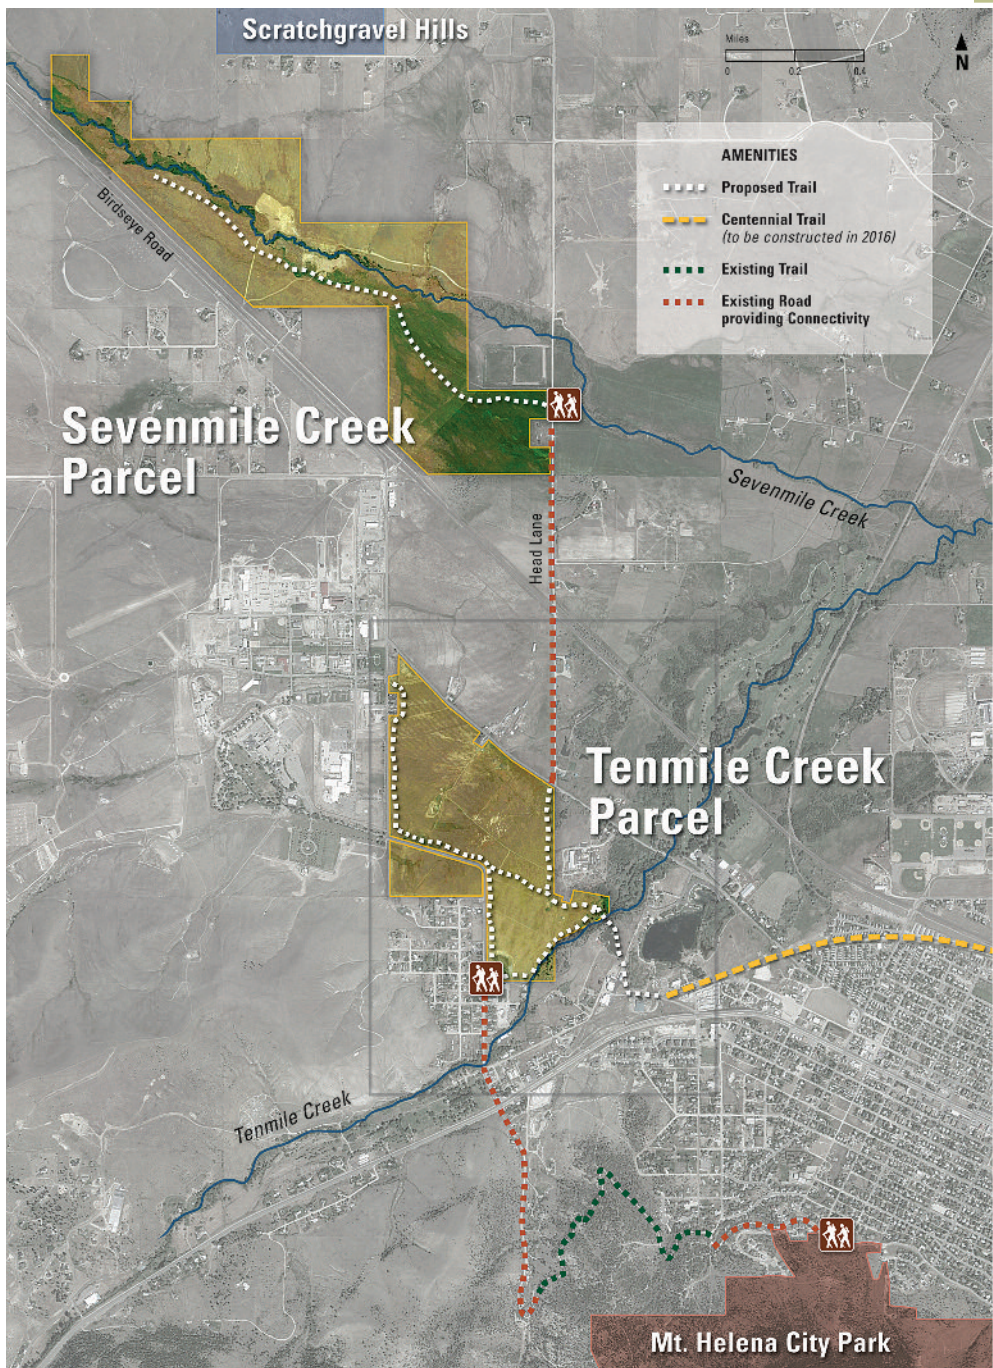 Scratchgravel Hills
Miles
0 0.2 0.4
N
AMENITIES
Proposed Trail
Centennial Trail
(to be constructed in 2016)
Existing Trail
Existing Road
providing Connectivity
Birdseye Road
Sevenmile Creek
Parcel
Sevenmile Creek
Head Lane
Tenmile Creek
Parcel
Tenmile Creek
Mt. Helena City Park